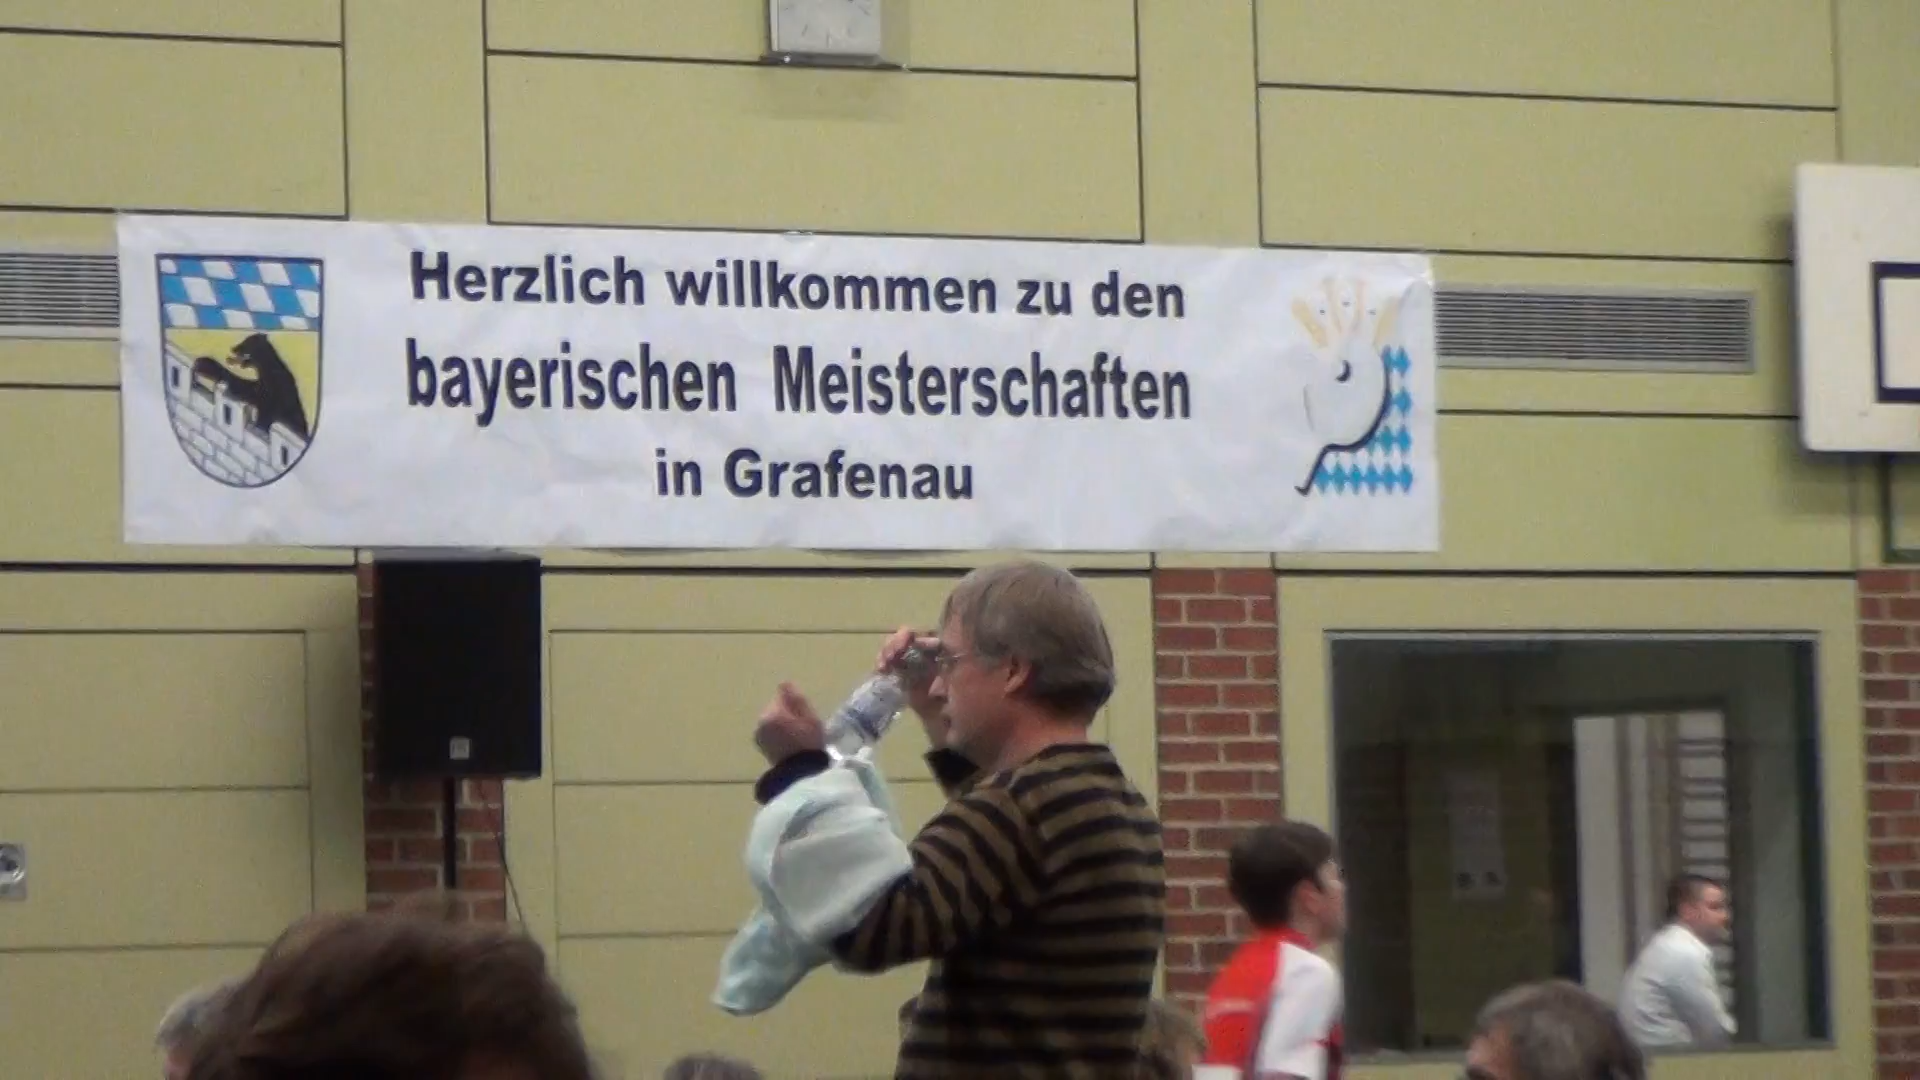 Herzlich willkommen zu den
bayerischen Meisterschaften
in Grafenau